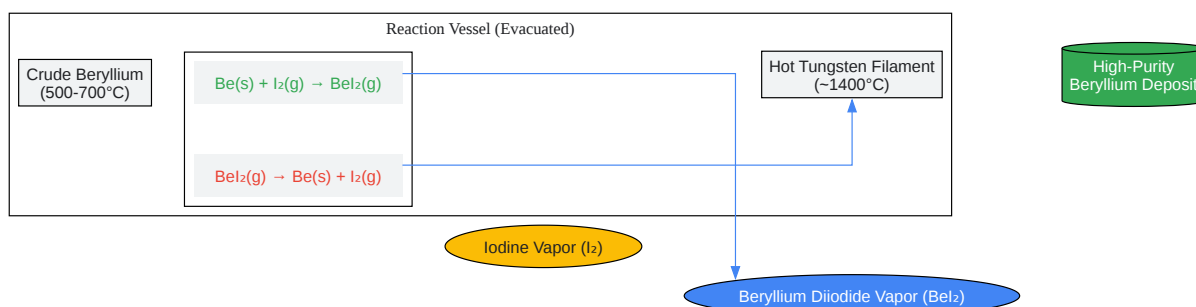 Reaction Vessel (Evacuated)
Crude Beryllium
(500-700°C)
Be(s) + I₂(g) → BeI₂(g)
BeI₂(g) → Be(s) + I₂(g)
Hot Tungsten Filament
(~1400°C)
High-Purity
Beryllium Deposit
Iodine Vapor (I₂)
Beryllium Diiodide Vapor (BeI₂)